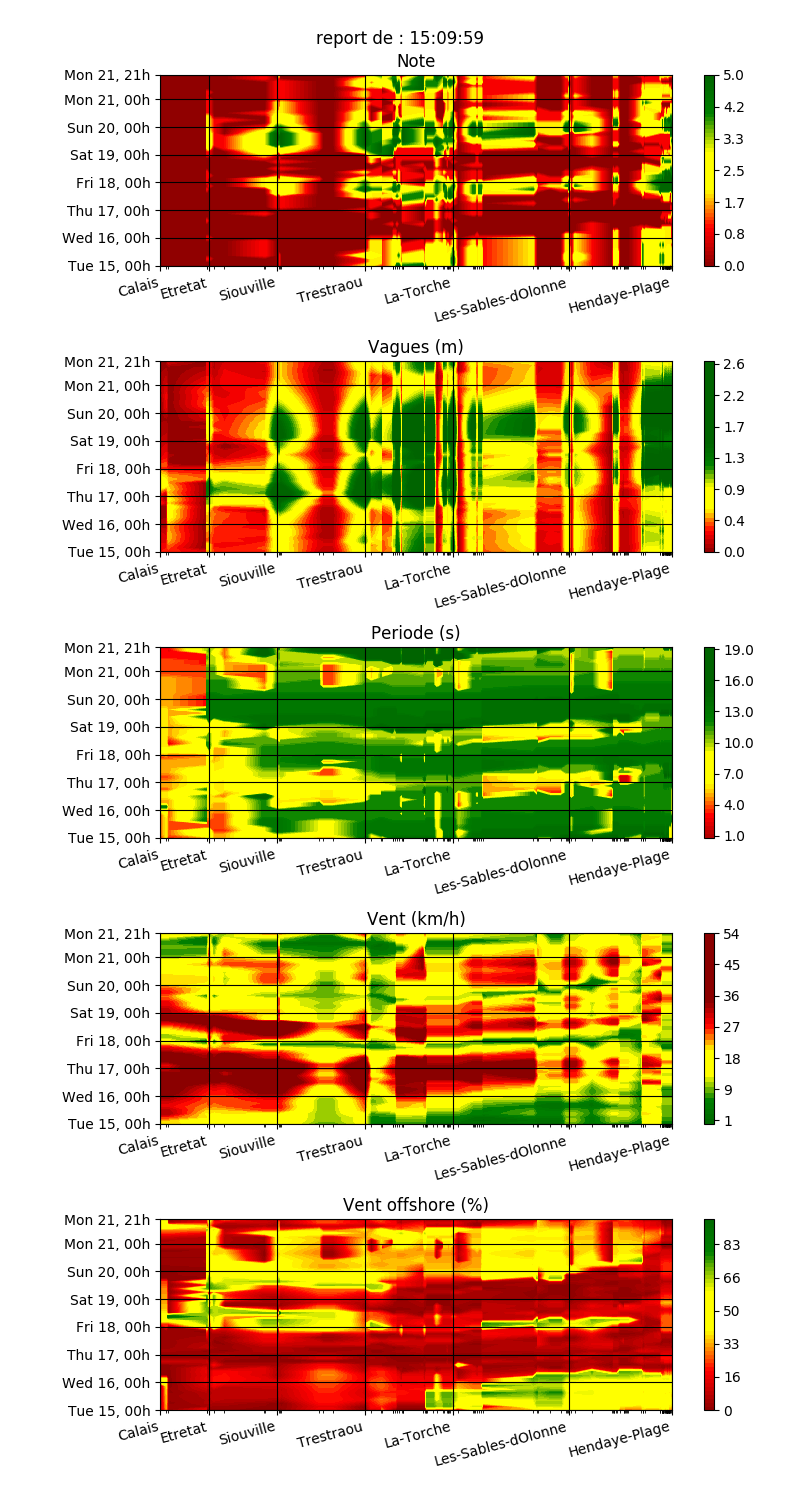 report de : 15:09:59
Note
Mon 21, 21h
Mon 21, 00h
Sun 20, 00h
Sat 19, 00h
Fri 18, 00h
Thu 17, 00h
Wed 16, 00h
Tue 15, 00h
Calais
Etretat
Siouville
Trestraou
La-Torche
Les-Sables-dOlonne
Hendaye-Plage
5.0
4.2
3.3
2.5
1.7
0.8
0.0
Vagues (m)
Mon 21, 21h
Mon 21, 00h
Sun 20, 00h
Sat 19, 00h
Fri 18, 00h
Thu 17, 00h
Wed 16, 00h
Tue 15, 00h
Calais
Etretat
Siouville
Trestraou
La-Torche
Les-Sables-dOlonne
Hendaye-Plage
2.6
2.2
1.7
1.3
0.9
0.4
0.0
Periode (s)
Mon 21, 21h
Mon 21, 00h
Sun 20, 00h
Sat 19, 00h
Fri 18, 00h
Thu 17, 00h
Wed 16, 00h
Tue 15, 00h
Calais
Etretat
Siouville
Trestraou
La-Torche
Les-Sables-dOlonne
Hendaye-Plage
19.0
16.0
13.0
10.0
7.0
4.0
1.0
Vent (km/h)
Mon 21, 21h
Mon 21, 00h
Sun 20, 00h
Sat 19, 00h
Fri 18, 00h
Thu 17, 00h
Wed 16, 00h
Tue 15, 00h
Calais
Etretat
Siouville
Trestraou
La-Torche
Les-Sables-dOlonne
Hendaye-Plage
54
45
36
27
18
9
1
Vent offshore (%)
Mon 21, 21h
Mon 21, 00h
Sun 20, 00h
Sat 19, 00h
Fri 18, 00h
Thu 17, 00h
Wed 16, 00h
Tue 15, 00h
Calais
Etretat
Siouville
Trestraou
La-Torche
Les-Sables-dOlonne
Hendaye-Plage
83
66
50
33
16
0